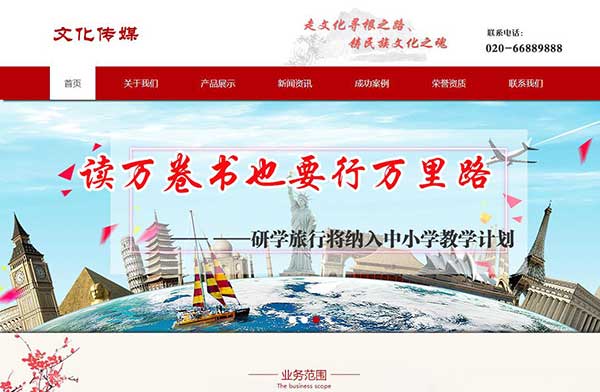 文化传媒
走文化寻根之路、
铸民族文化之魂
联系电话：
020-66889888
首页
关于我们
产品展示
新闻资讯
成功案例
荣誉资质
联系我们
读万卷书也要行万里路
————研学旅行将纳入中小学教学计划
业务范围
The business scope